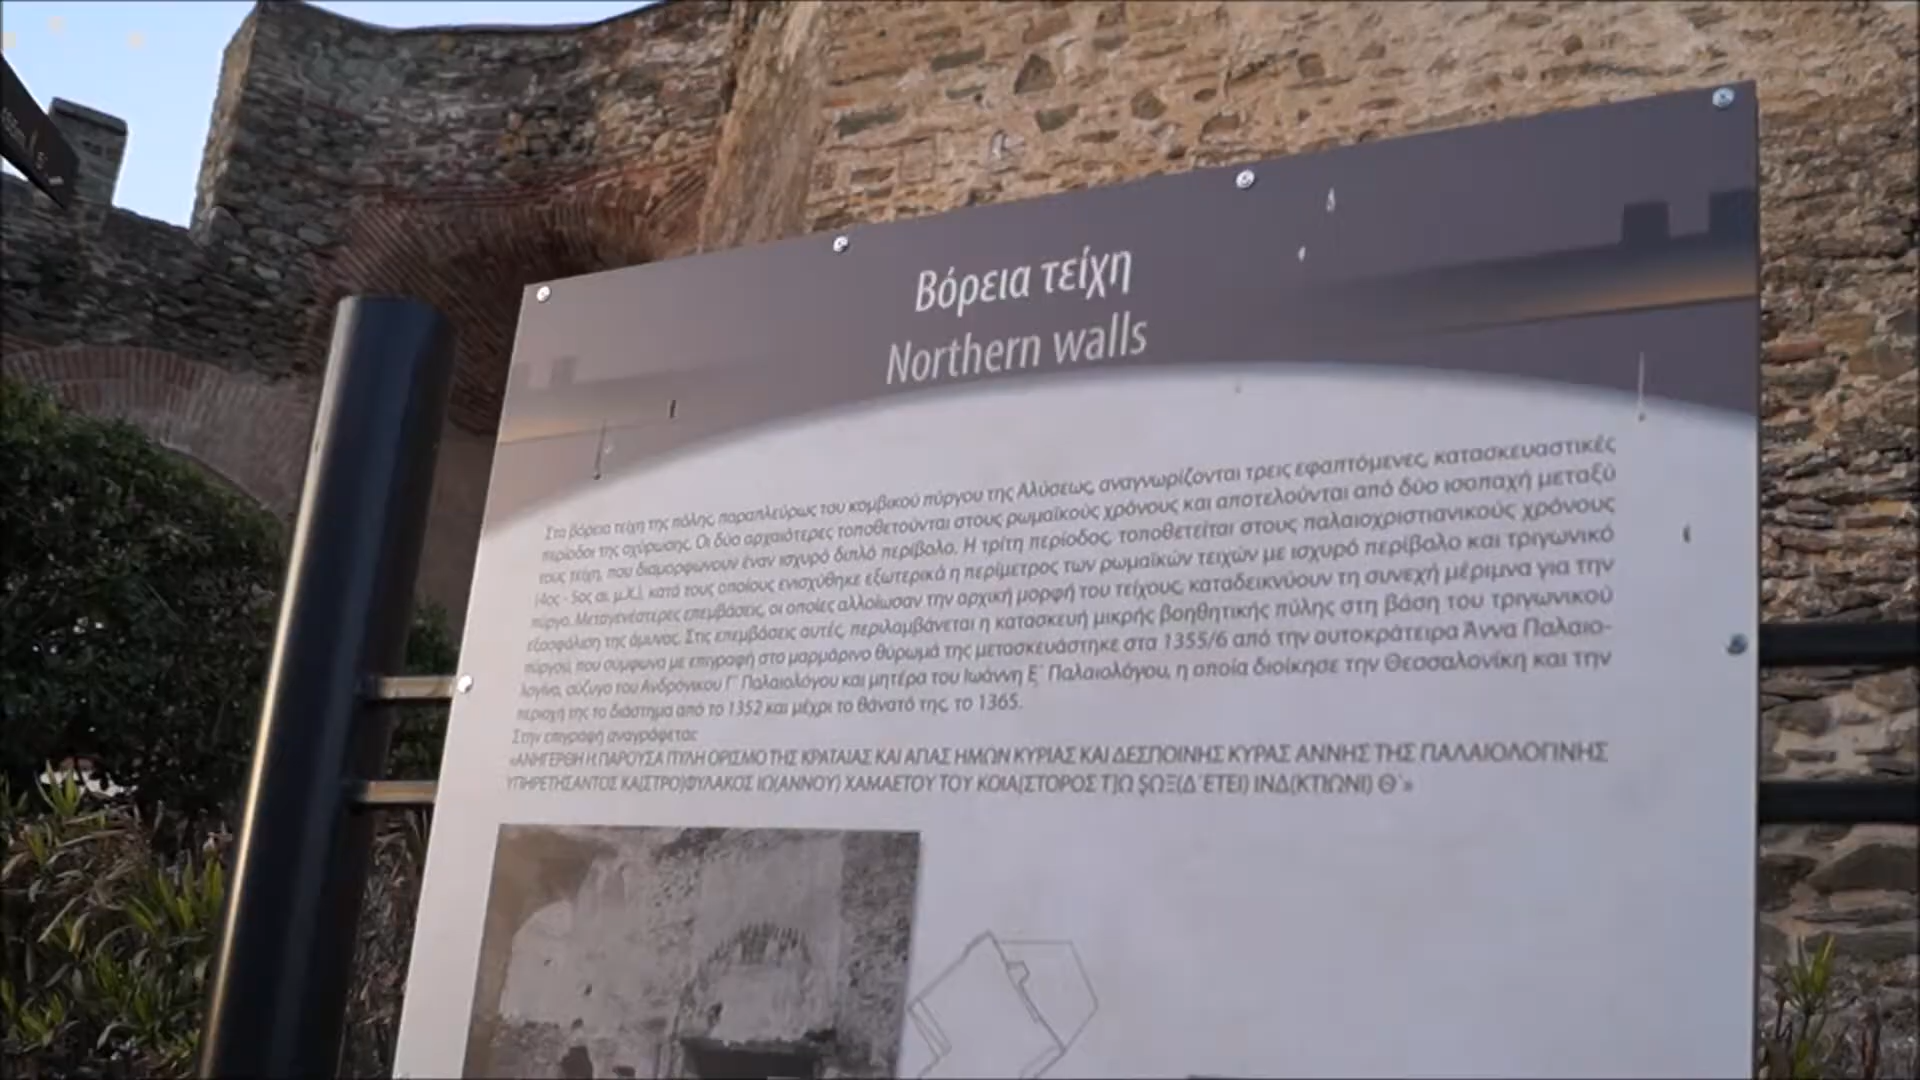 Βόρεια τείχη
Northern walls
Στα βόρεια τείχη της πόλης, παραπλεύρως του κομβικού πύργου της Αλύσεως, αναγνωρίζονται τρεις εφαπτόμενες, κατασκευαστικές
περίοδοι της οχύρωσης. Οι δύο αρχαιότερες τοποθετούνται στους ρωμαϊκούς χρόνους και αποτελούνται από δύο ισοπαχή μεταξύ
τους τείχη, που διαμορφώνουν έναν ισχυρό διπλό περίβολο. Η τρίτη περίοδος, τοποθετείται στους παλαιοχριστιανικούς χρόνους
(4ος - 5ος αι. μ.Χ.), κατά τους οποίους ενισχύθηκε εξωτερικά η περίμετρος των ρωμαϊκών τειχών με ισχυρό περίβολο και τριγωνικό
πύργο. Μεταγενέστερες επεμβάσεις, οι οποίες αλλοίωσαν την αρχική μορφή του τείχους, καταδεικνύουν τη συνεχή μέριμνα για την
εξασφάλιση της άμυνας. Στις επεμβάσεις αυτές, περιλαμβάνεται η κατασκευή μικρής βοηθητικής πύλης στη βάση του τριγωνικού
πύργου, που σύμφωνα με επιγραφή στο μαρμάρινο θύρωμά της μετασκευάστηκε στα 1355/6 από την αυτοκράτειρα Άννα Παλαιο-
λογίνα, σύζυγο του Ανδρόνικου Γ΄ Παλαιολόγου και μητέρα του Ιωάννη Ε΄ Παλαιολόγου, η οποία διοίκησε την Θεσσαλονίκη και την
περιοχή της το διάστημα από το 1352 και μέχρι το θάνατό της, το 1365.
Στην επιγραφή αναγράφεται:
«ΑΝΗΓΕΡΘΗ Η ΠΑΡΟΥΣΑ ΠΥΛΗ ΟΡΙΣΜΟ ΤΗΣ ΚΡΑΤΑΙΑΣ ΚΑΙ ΑΓΙΑΣ ΗΜΩΝ ΚΥΡΙΑΣ ΚΑΙ ΔΕΣΠΟΙΝΗΣ ΚΥΡΑΣ ΑΝΝΗΣ ΤΗΣ ΠΑΛΑΙΟΛΟΓΙΝΗΣ
ΥΠΗΡΕΤΗΣΑΝΤΟΣ ΚΑ(ΣΤΡΟ)ΦΥΛΑΚΟΣ ΙΩ(ΑΝΝΟΥ) ΧΑΜΑΕΤΟΥ ΤΟΥ ΚΟΙΑ[ΣΤΟΡΟΣ Τ]Ω ŞΩΞ(Δ΄ ΕΤΕΙ) ΙΝΔ(ΚΤΙΩΝΙ) Θ΄»